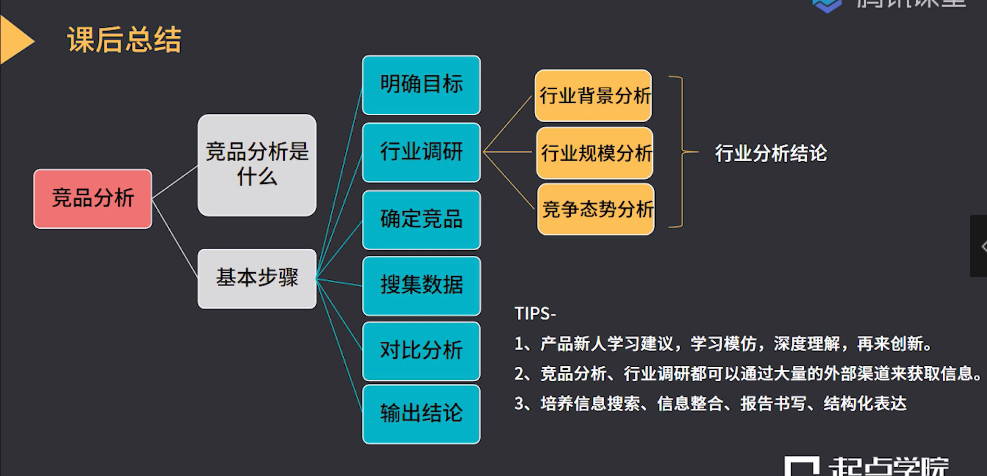 腾讯课堂
课后总结
竞品分析
竞品分析是
什么
基本步骤
明确目标
行业调研
确定竞品
搜集数据
对比分析
输出结论
行业背景分析
行业规模分析
竞争态势分析
行业分析结论
TIPS-
1、产品新人学习建议，学习模仿，深度理解，再来创新。
2、竞品分析、行业调研都可以通过大量的外部渠道来获取信息。
3、培养信息搜索、信息整合、报告书写、结构化表达
起点学院